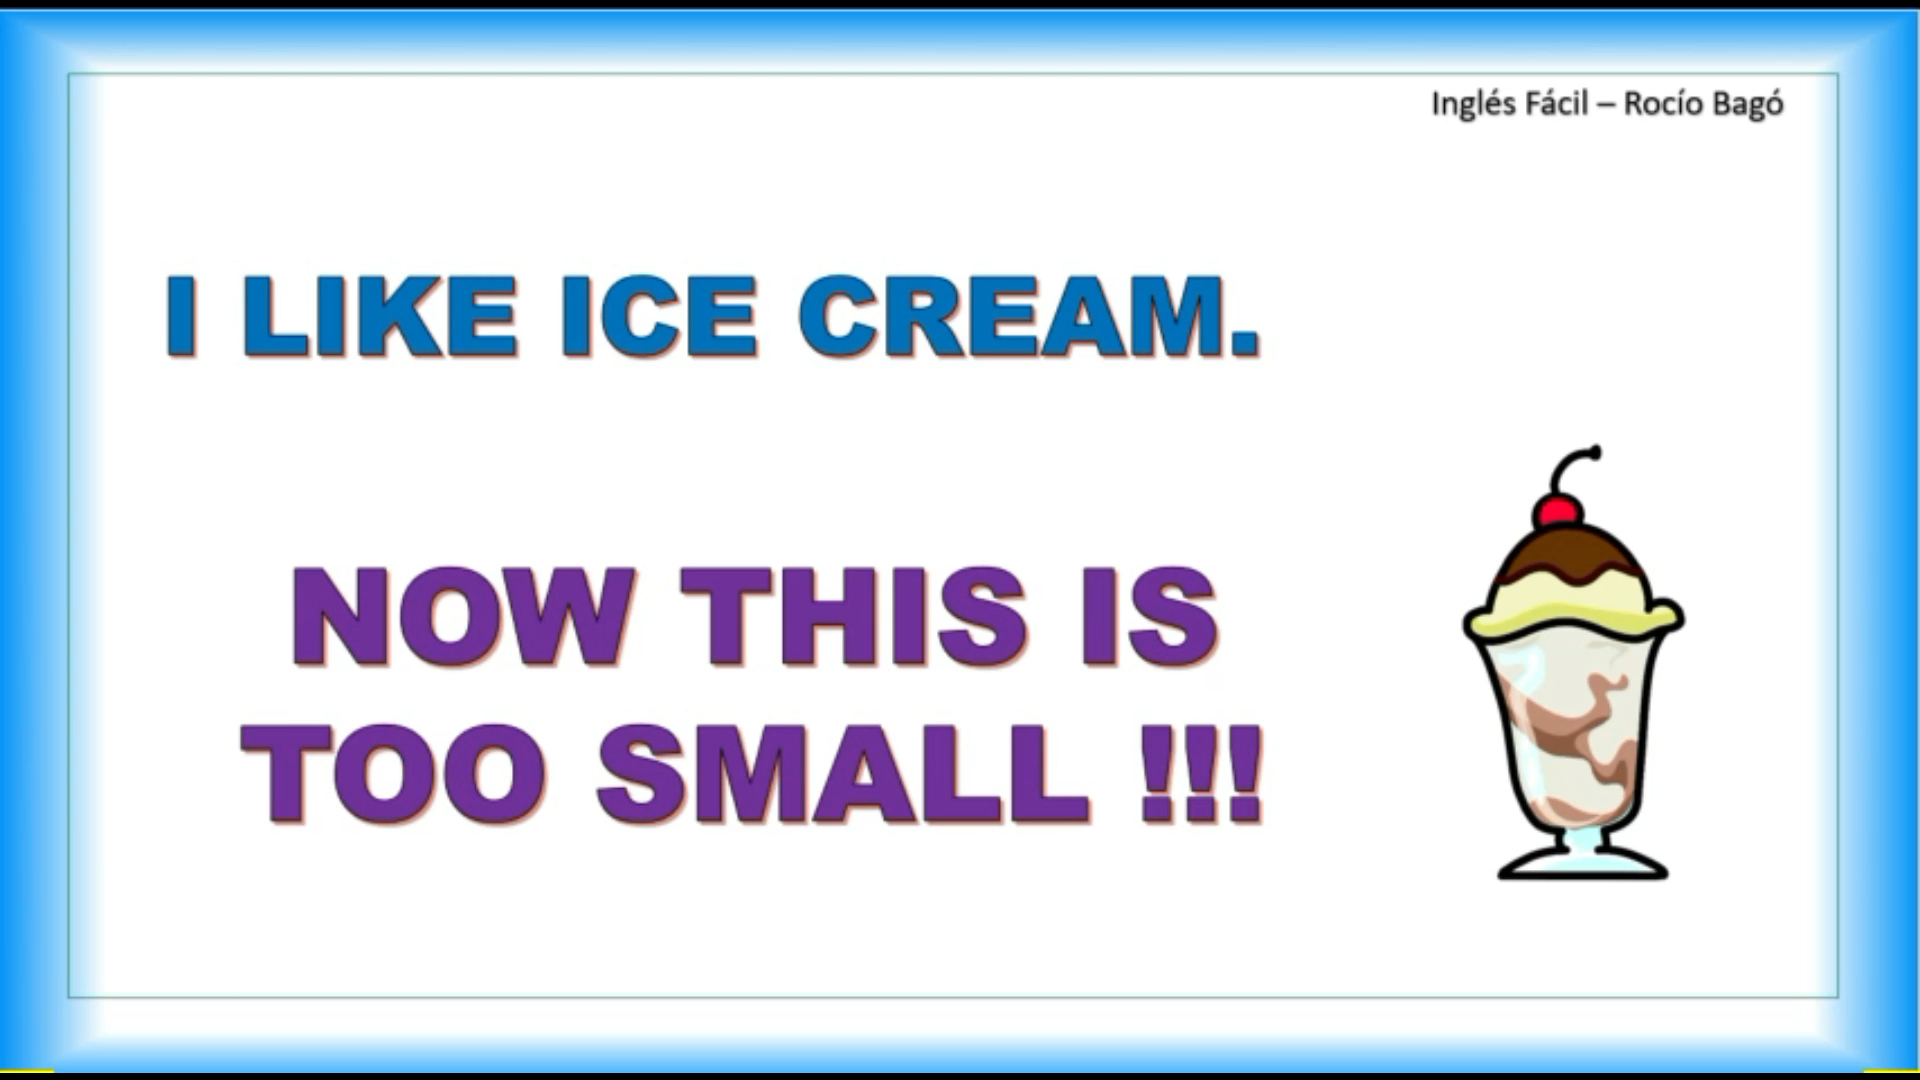 Inglés Fácil – Rocío Bagó
I LIKE ICE CREAM.
NOW THIS IS
TOO SMALL !!!